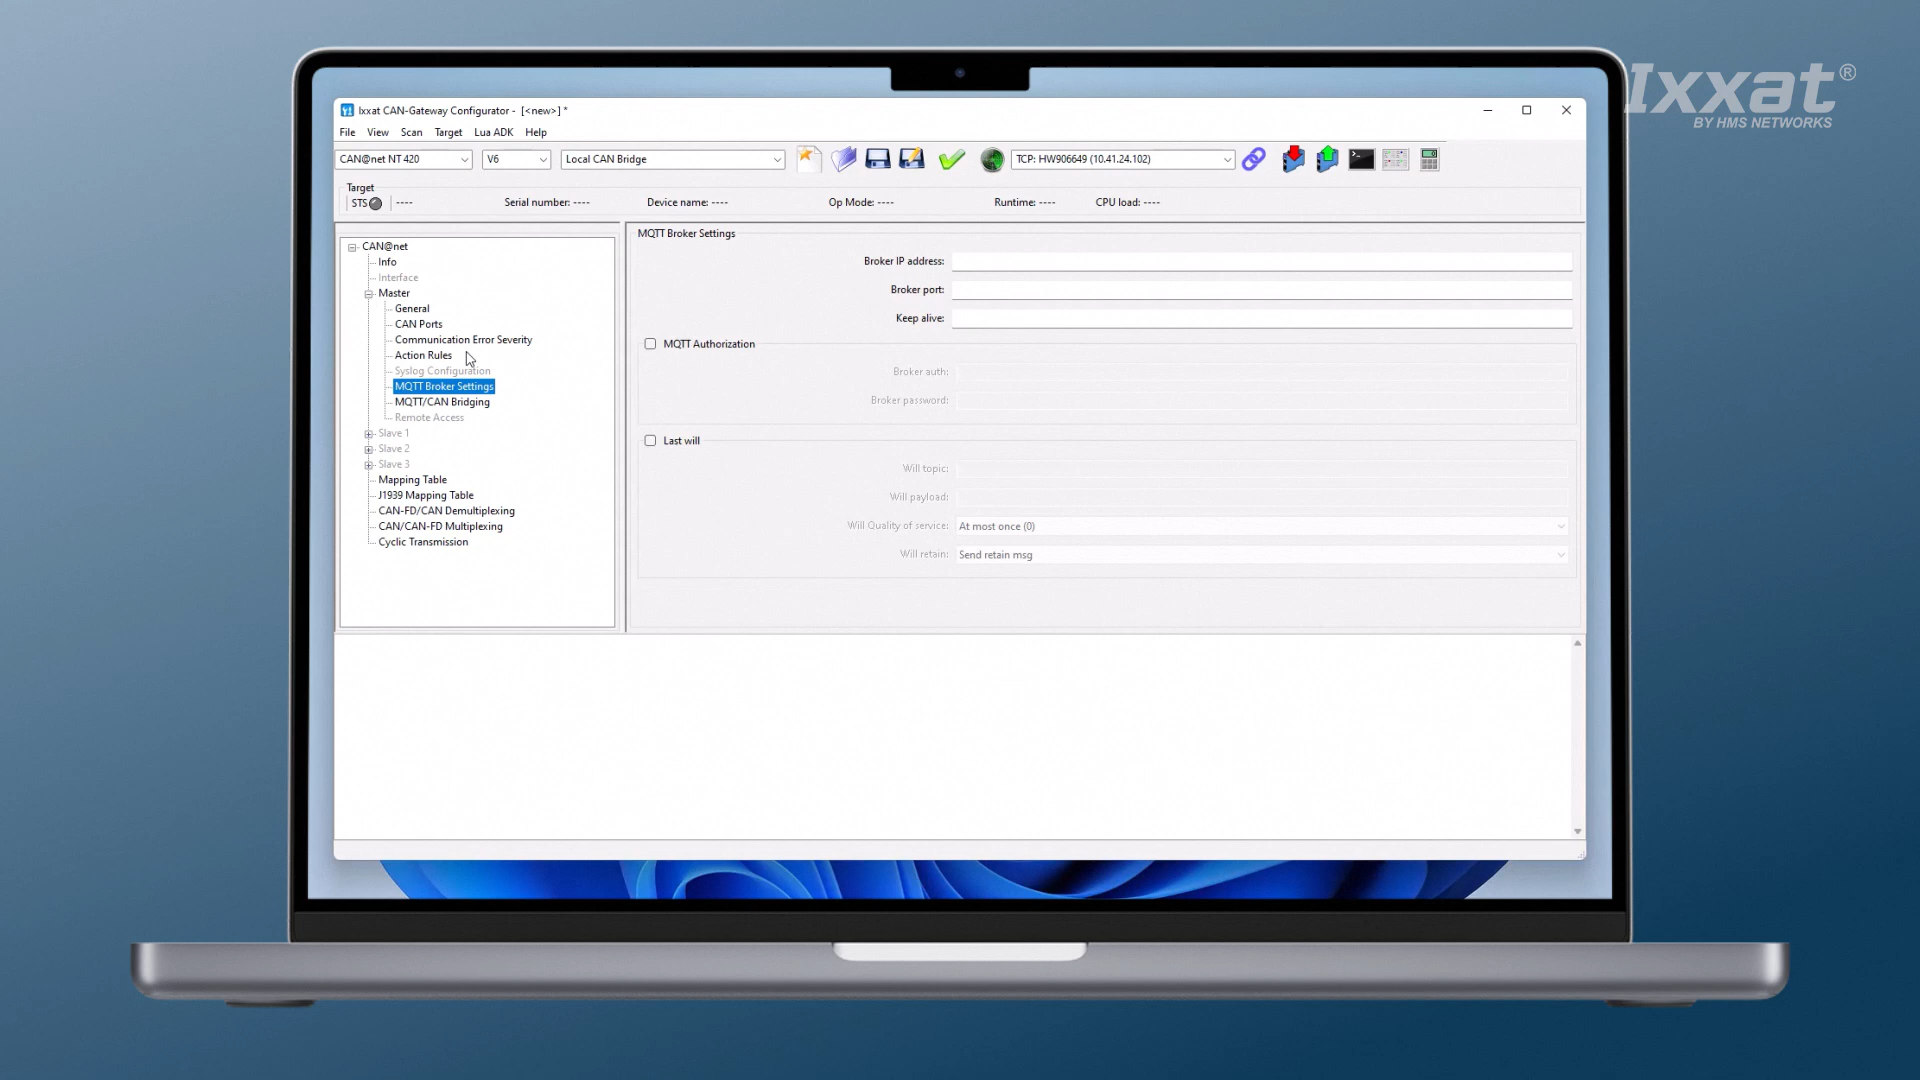 Ixxat®
BY HMS NETWORKS
Ixxat CAN-Gateway Configurator - [<new>] *
File View Scan Target Lua ADK Help
CAN@net NT 420 V6 Local CAN Bridge TCP: HW906649 (10.41.24.102)
Target
STS ---- Serial number: ---- Device name: ---- Op Mode: ---- Runtime: ---- CPU load: ----
CAN@net
Info
Interface
Master
General
CAN Ports
Communication Error Severity
Action Rules
Syslog Configuration
MQTT Broker Settings
MQTT/CAN Bridging
Remote Access
Slave 1
Slave 2
Slave 3
Mapping Table
J1939 Mapping Table
CAN-FD/CAN Demultiplexing
CAN/CAN-FD Multiplexing
Cyclic Transmission
MQTT Broker Settings
Broker IP address:
Broker port:
Keep alive:
MQTT Authorization
Broker auth:
Broker password:
Last will
Will topic:
Will payload:
Will Quality of service: At most once (0)
Will retain: Send retain msg